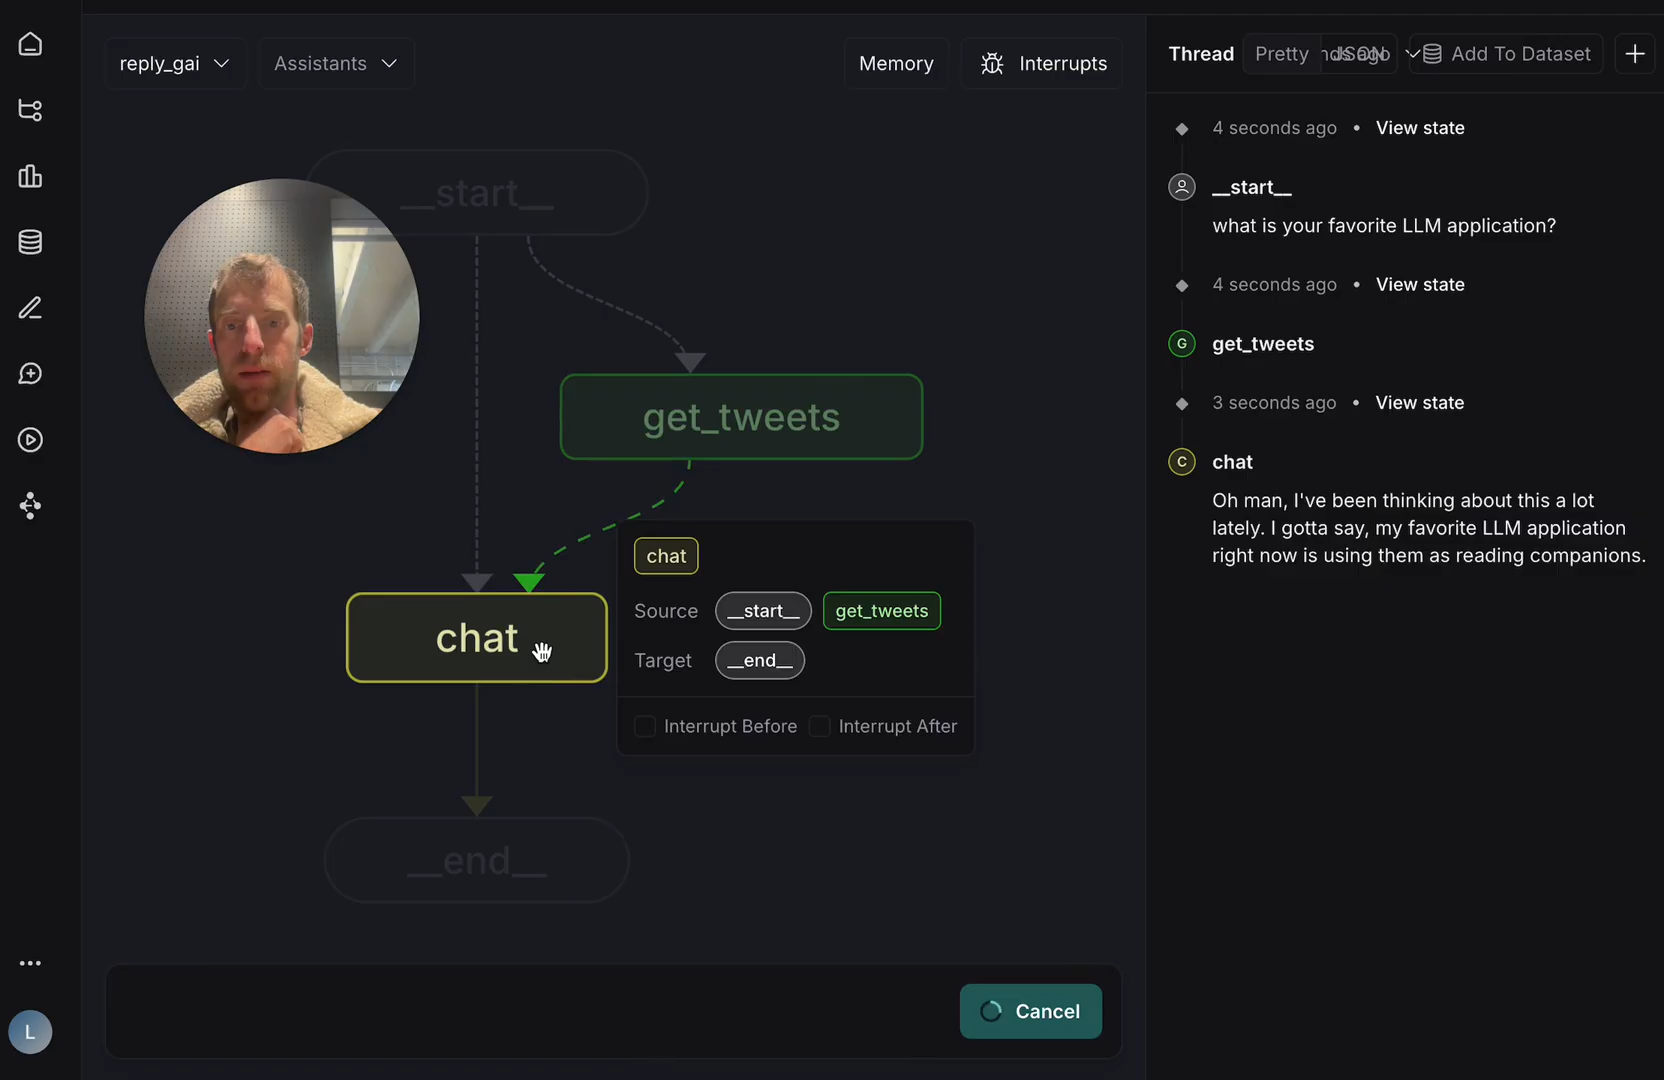 reply_gai
Assistants
Memory
Interrupts
__start__
get_tweets
chat
chat
Source __start__ get_tweets
Target __end__
Interrupt Before Interrupt After
__end__
Cancel
L
Thread Pretty JSON Add To Dataset
4 seconds ago • View state
__start__
what is your favorite LLM application?
4 seconds ago • View state
G get_tweets
3 seconds ago • View state
C chat
Oh man, I've been thinking about this a lot
lately. I gotta say, my favorite LLM application
right now is using them as reading companions.